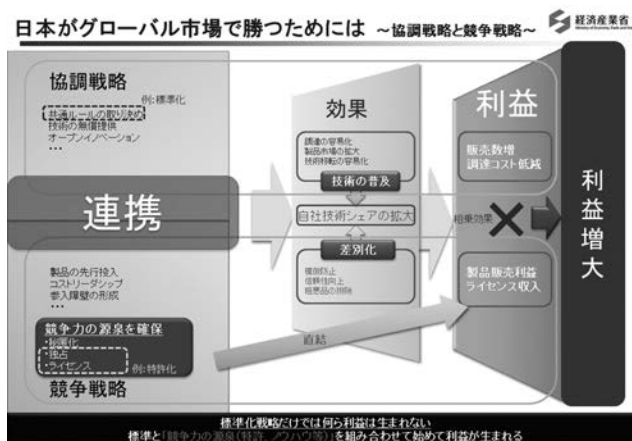 日本がグローバル市場で勝つためには ~協調戦略と競争戦略~
経済産業省
Ministry of Economy, Trade and Industry
協調戦略
例:標準化
共通ルールの取り決め
技術の無償提供
オープンイノベーション
…
連携
製品の先行投入
コストリーダシップ
参入障壁の形成
…
競争力の源泉を確保
・秘匿化
・独占
・ライセンス
例:特許化
競争戦略
効果
調達の容易化
製品市場の拡大
技術移転の容易化
技術の普及
自社技術シェアの拡大
差別化
模倣防止
信頼性向上
粗悪品の排除
直結
利益
販売数増
調達コスト低減
相乗効果
製品販売利益
ライセンス収入
利益増大
標準化戦略だけでは何ら利益は生まれない
標準と「競争力の源泉(特許、ノウハウ等)」を組み合わせて始めて利益が生まれる